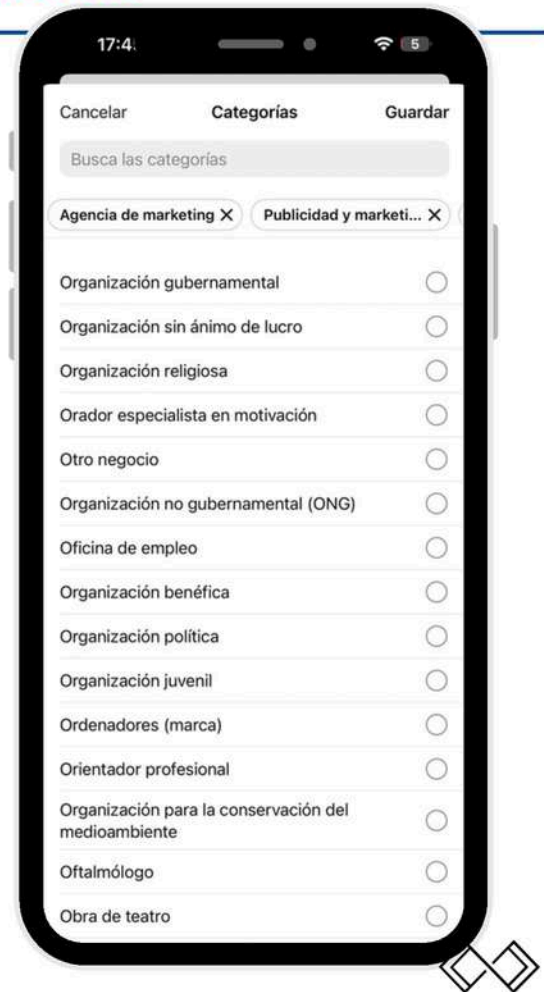 17:4
5
Cancelar Categorías Guardar
Busca las categorías
Agencia de marketing X Publicidad y marketi... X
Organización gubernamental
Organización sin ánimo de lucro
Organización religiosa
Orador especialista en motivación
Otro negocio
Organización no gubernamental (ONG)
Oficina de empleo
Organización benéfica
Organización política
Organización juvenil
Ordenadores (marca)
Orientador profesional
Organización para la conservación del
medioambiente
Oftalmólogo
Obra de teatro